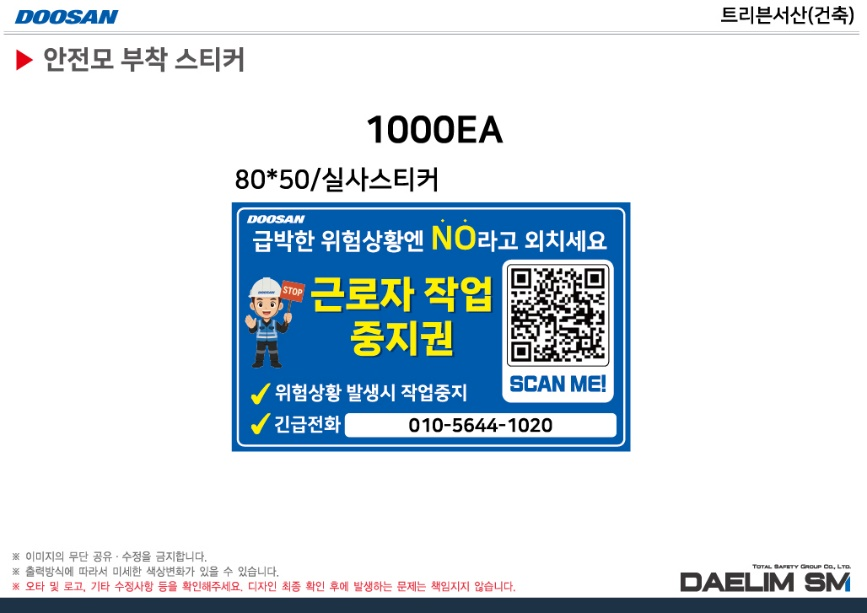 DOOSAN
트리븐서산(건축)
▶ 안전모 부착 스티커
1000EA
80*50/실사스티커
DOOSAN
급박한 위험상황엔 NO라고 외치세요
STOP
근로자 작업
중지권
SCAN ME!
✓ 위험상황 발생시 작업중지
✓ 긴급전화 010-5644-1020
※ 이미지의 무단 공유 · 수정을 금지합니다.
※ 출력방식에 따라서 미세한 색상변화가 있을 수 있습니다.
※ 오타 및 로고, 기타 수정사항 등을 확인해주세요. 디자인 최종 확인 후에 발생하는 문제는 책임지지 않습니다.
TOTAL SAFETY GROUP CO., LTD.
DAELIM SM